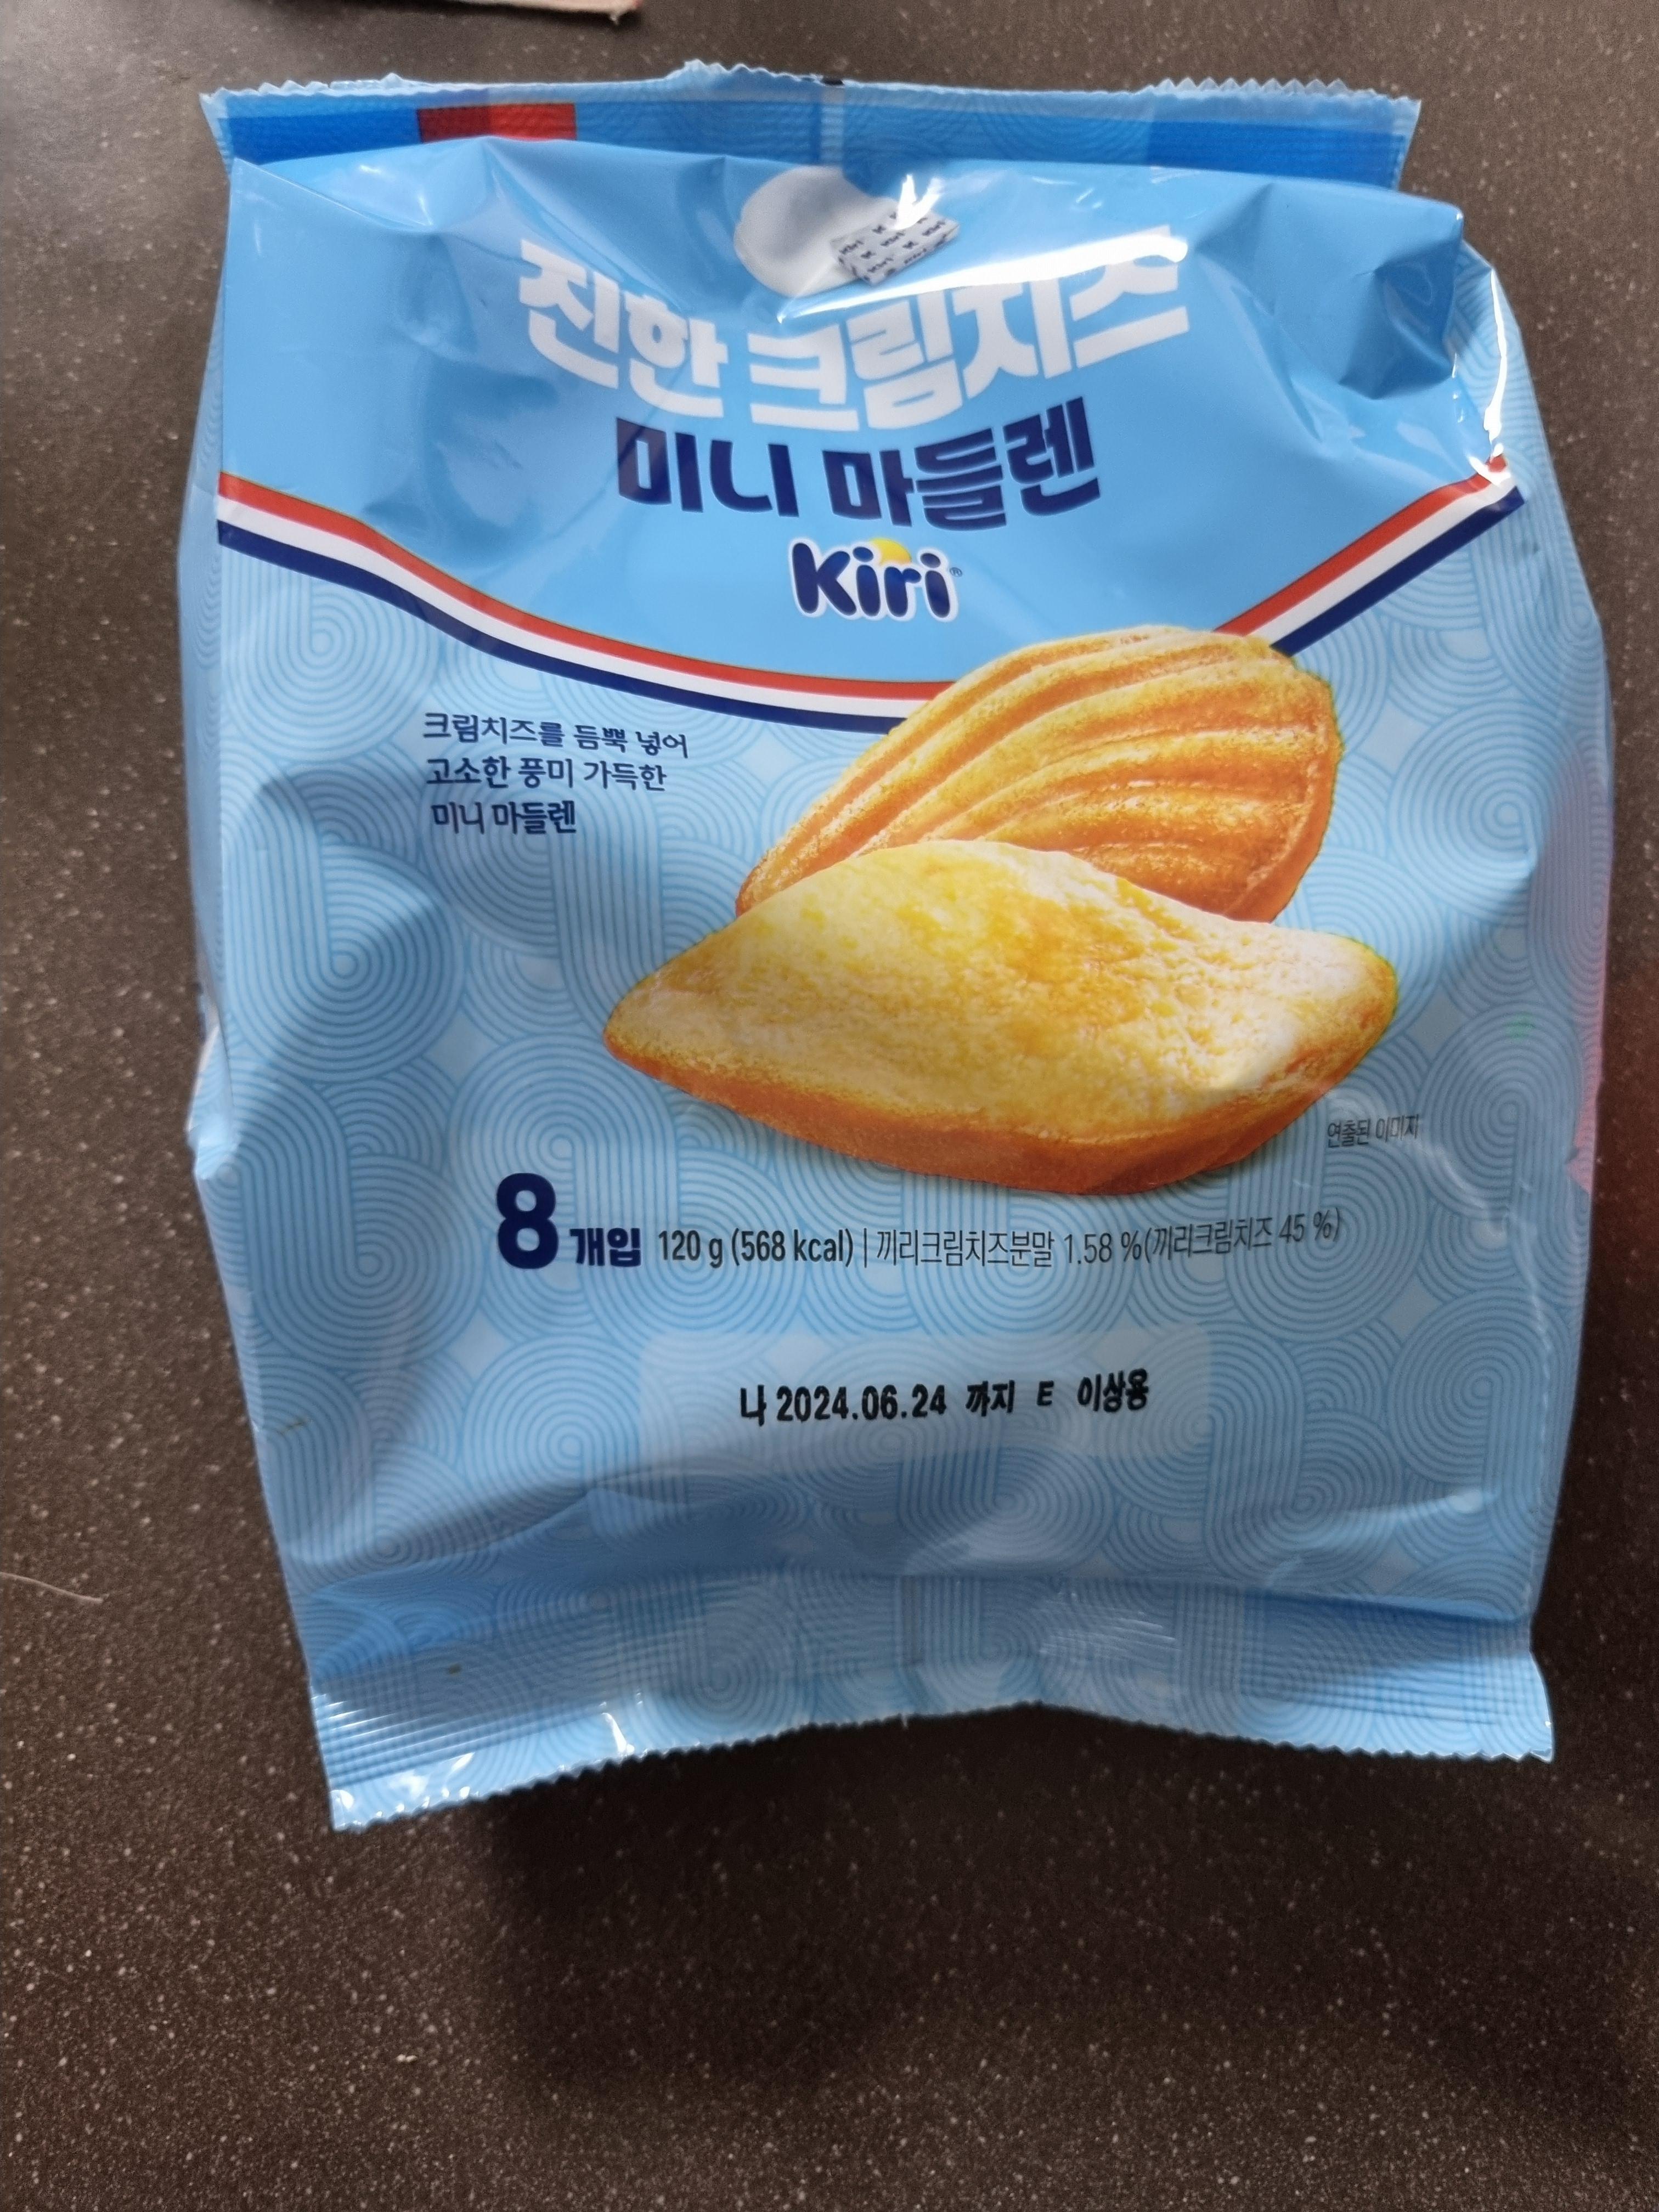 진한 크림치즈
미니 마들렌
Kiri®
크림치즈를 듬뿍 넣어
고소한 풍미 가득한
미니 마들렌
연출된 이미지
8 개입 120 g (568 kcal) | 끼리크림치즈분말 1.58 %(끼리크림치즈 45 %)
나 2024.06.24 까지 E 이상용